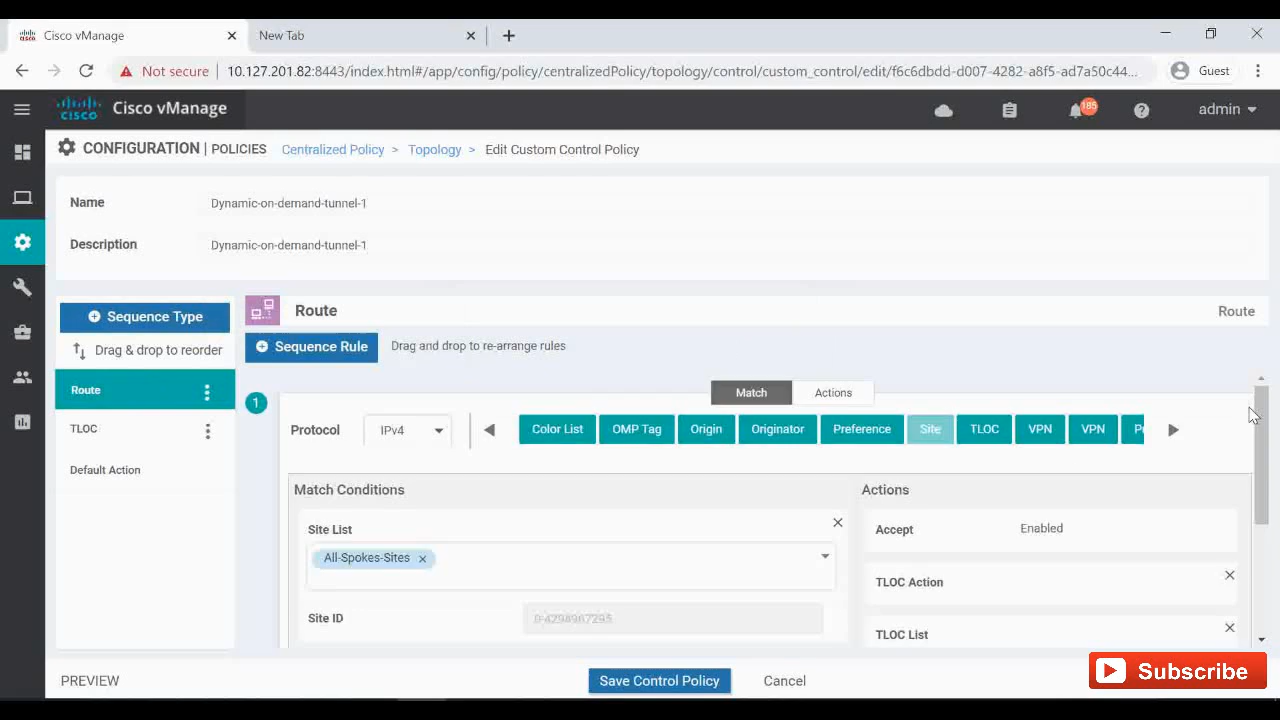 Cisco vManage
New Tab
Not secure
10.127.201.82:8443/index.html#/app/config/policy/centralizedPolicy/topology/control/custom_control/edit/f6c6dbdd-d007-4282-a8f5-ad7a50c44...
Guest
cisco
Cisco vManage
185
admin
CONFIGURATION | POLICIES Centralized Policy > Topology > Edit Custom Control Policy
Name Dynamic-on-demand-tunnel-1
Description Dynamic-on-demand-tunnel-1
Sequence Type
Drag & drop to reorder
Route
TLOC
Default Action
Route
Route
Sequence Rule
Drag and drop to re-arrange rules
1
Match Actions
Protocol IPv4 Color List OMP Tag Origin Originator Preference Site TLOC VPN VPN
Match Conditions
Site List
All-Spokes-Sites
Site ID 0-4294967295
Actions
Accept Enabled
TLOC Action
TLOC List
PREVIEW
Save Control Policy
Cancel
Subscribe